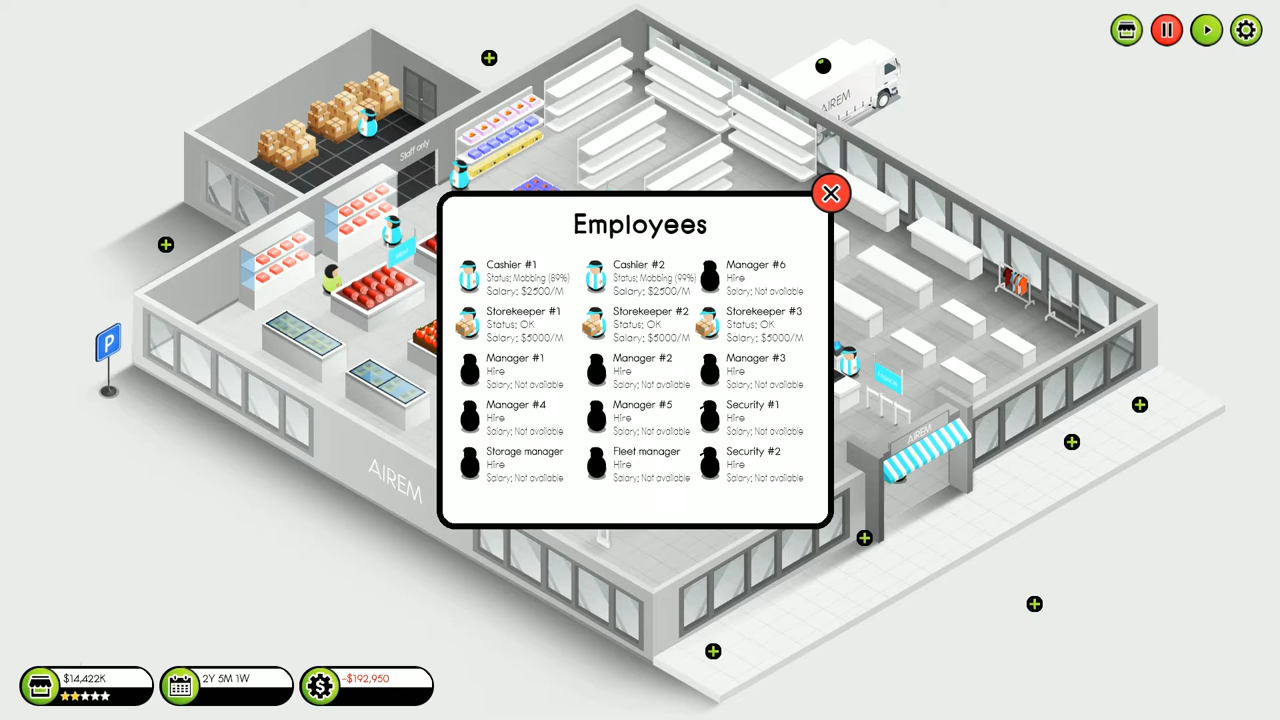 AIREM
Staff only
P
MEAT
Employees
Cashier #1
Status: Mobbing (89%)
Salary: $2500/M
Cashier #2
Status: Mobbing (99%)
Salary: $2500/M
Manager #6
Hire
Salary: Not available
Storekeeper #1
Status: OK
Salary: $5000/M
Storekeeper #2
Status: OK
Salary: $5000/M
Storekeeper #3
Status: OK
Salary: $5000/M
Manager #1
Hire
Salary: Not available
Manager #2
Hire
Salary: Not available
Manager #3
Hire
Salary: Not available
Manager #4
Hire
Salary: Not available
Manager #5
Hire
Salary: Not available
Security #1
Hire
Salary: Not available
Storage manager
Hire
Salary: Not available
Fleet manager
Hire
Salary: Not available
Security #2
Hire
Salary: Not available
FASHION
AIREM
AIREM
$14,422K
2Y 5M 1W
-$192,950